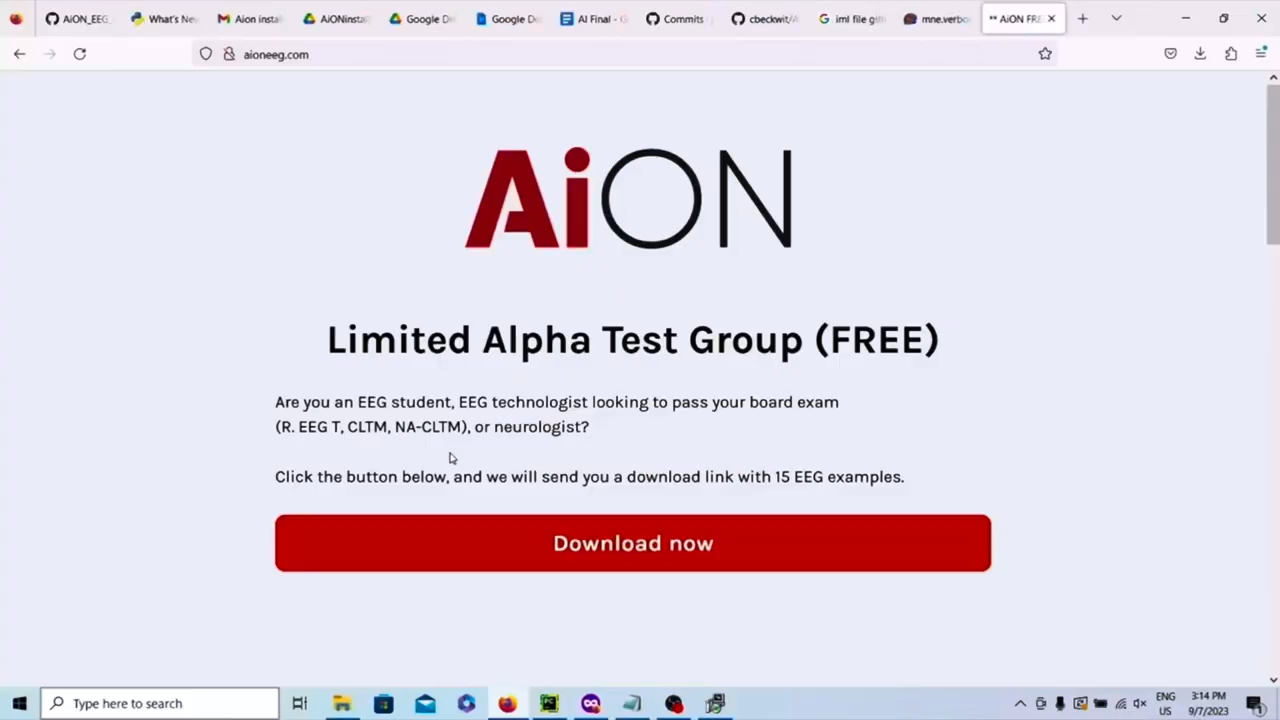 AiON_EEG
What's Ne
Aion insta
AiONinsta
Google D
Google D
AI Final - G
Commits
cbeckwit/A
iml file gith
mne.verbo
AiON FRE
aioneeg.com
AiON
Limited Alpha Test Group (FREE)
Are you an EEG student, EEG technologist looking to pass your board exam
(R. EEG T, CLTM, NA-CLTM), or neurologist?
Click the button below, and we will send you a download link with 15 EEG examples.
Download now
Type here to search
PC
ENG
US
3:14 PM
9/7/2023
1